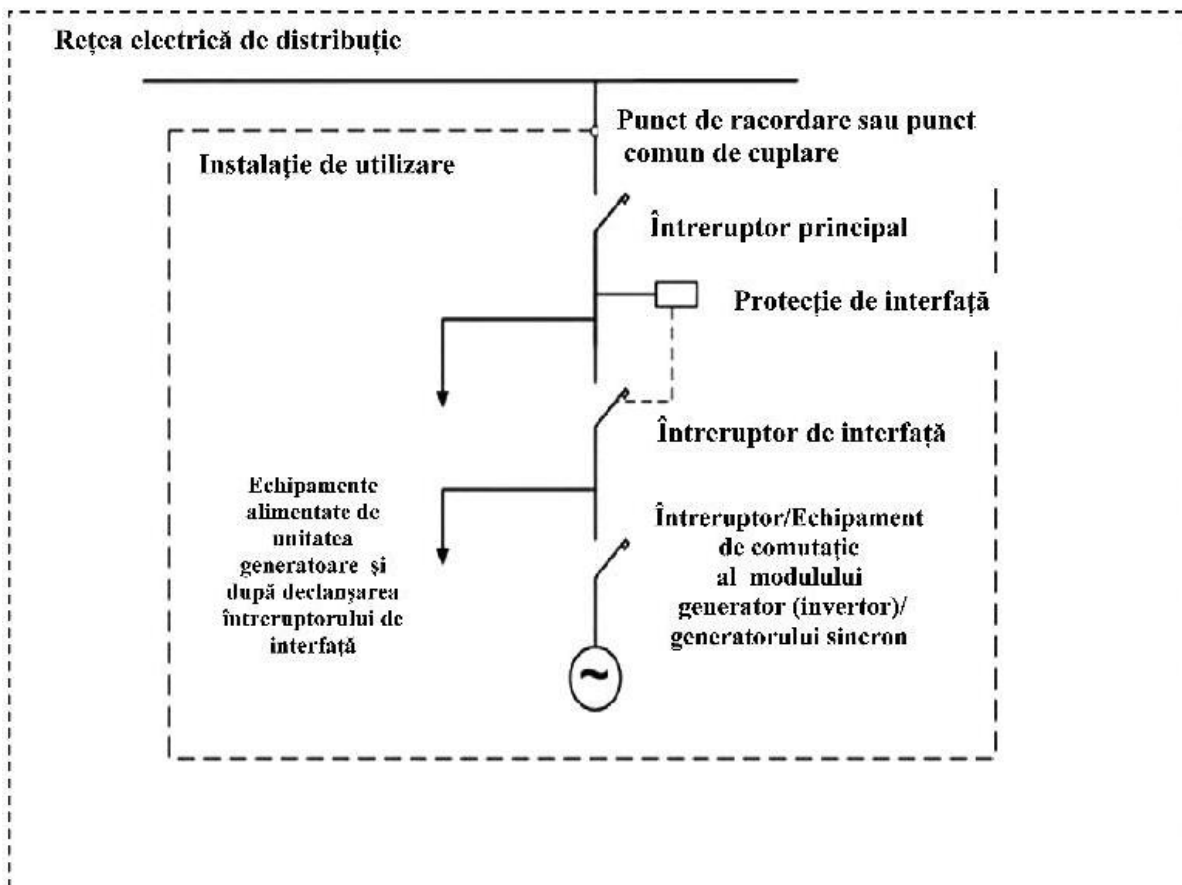 Rețea electrică de distribuție
Punct de racordare sau punct
comun de cuplare
Instalație de utilizare
Întreruptor principal
Protecție de interfață
Întreruptor de interfață
Echipamente
alimentate de
unitatea
generatoare și
după declanșarea
întreruptorului de
interfață
Întreruptor/Echipament
de comutație
al modulului
generator (invertor)/
generatorului sincron
~